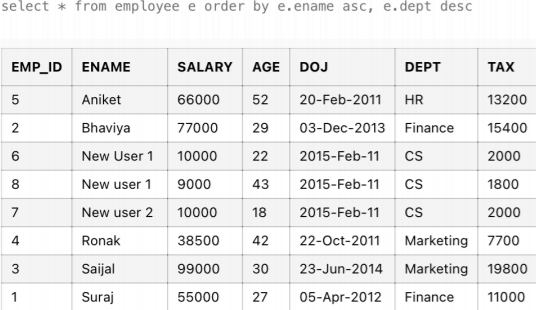 select * from employee e order by e.ename asc, e.dept desc
EMP_ID ENAME SALARY AGE DOJ DEPT TAX
5 Aniket 66000 52 20-Feb-2011 HR 13200
2 Bhaviya 77000 29 03-Dec-2013 Finance 15400
6 New User 1 10000 22 2015-Feb-11 CS 2000
8 New user 1 9000 43 2015-Feb-11 CS 1800
7 New user 2 10000 18 2015-Feb-11 CS 2000
4 Ronak 38500 42 22-Oct-2011 Marketing 7700
3 Saijal 99000 30 23-Jun-2014 Marketing 19800
1 Suraj 55000 27 05-Apr-2012 Finance 11000